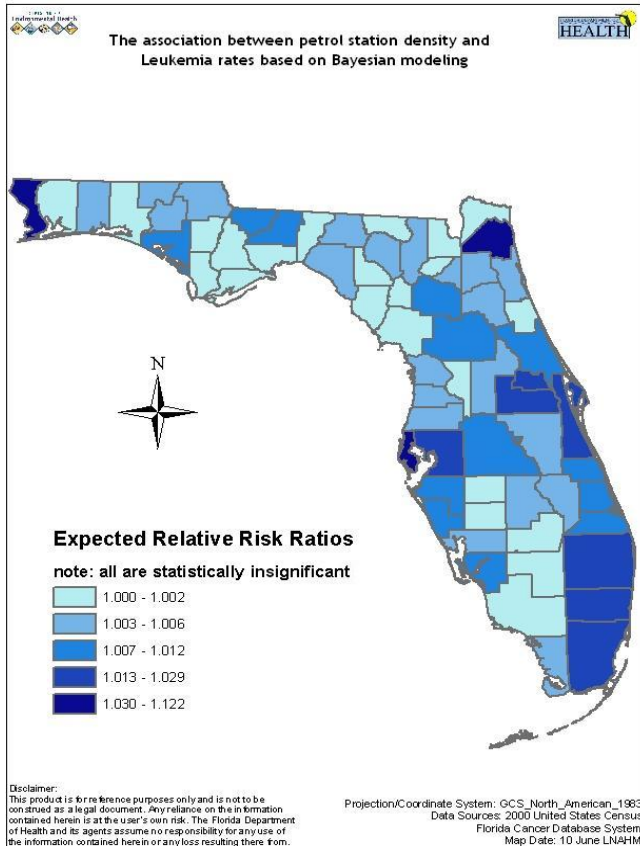 Environmental Health
HEALTH
The association between petrol station density and
Leukemia rates based on Bayesian modeling
N
Expected Relative Risk Ratios
note: all are statistically insignificant
1.000 - 1.002
1.003 - 1.006
1.007 - 1.012
1.013 - 1.029
1.030 - 1.122
Disclaimer:
This product is for reference purposes only and is not to be
construed as a legal document. Any reliance on the information
contained herein is at the user's own risk. The Florida Department
of Health and its agents assume no responsibility for any use of
the information contained herein or any loss resulting there from.
Projection/Coordinate System: GCS_North_American_1983
Data Sources: 2000 United States Census
Florida Cancer Database System
Map Date: 10 June LNAHM